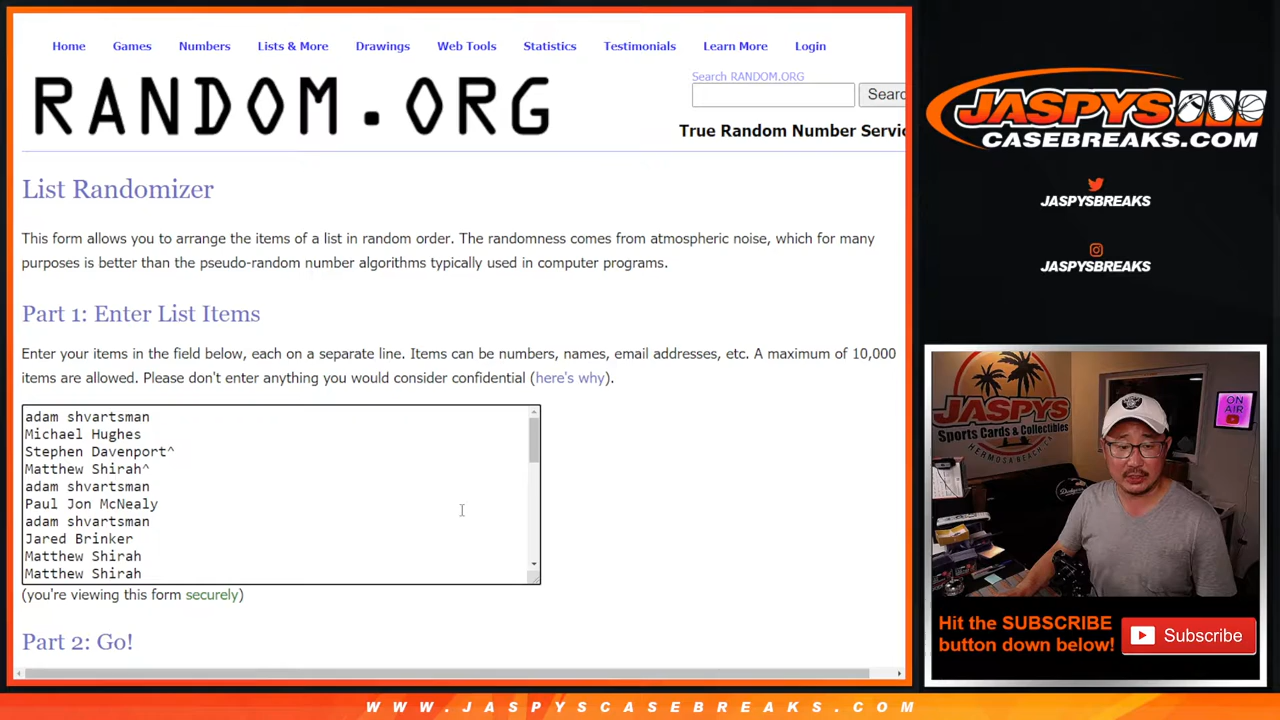 Home Games Numbers Lists & More Drawings Web Tools Statistics Testimonials Learn More Login
RANDOM.ORG
Search RANDOM.ORG
Searc
True Random Number Servic
List Randomizer
This form allows you to arrange the items of a list in random order. The randomness comes from atmospheric noise, which for many
purposes is better than the pseudo-random number algorithms typically used in computer programs.
Part 1: Enter List Items
Enter your items in the field below, each on a separate line. Items can be numbers, names, email addresses, etc. A maximum of 10,000
items are allowed. Please don't enter anything you would consider confidential (here's why).
adam shvartsman
Michael Hughes
Stephen Davenport^
Matthew Shirah^
adam shvartsman
Paul Jon McNealy
adam shvartsman
Jared Brinker
Matthew Shirah
Matthew Shirah
(you're viewing this form securely)
Part 2: Go!
JASPYS
CASEBREAKS.COM
JASPYSBREAKS
JASPYSBREAKS
JASPYS
Sports Cards & Collectibles
HERMOSA BEACH, CA
ON
AIR
Hit the SUBSCRIBE
button down below!
Subscribe
WWW.JASPYSCASEBREAKS.COM